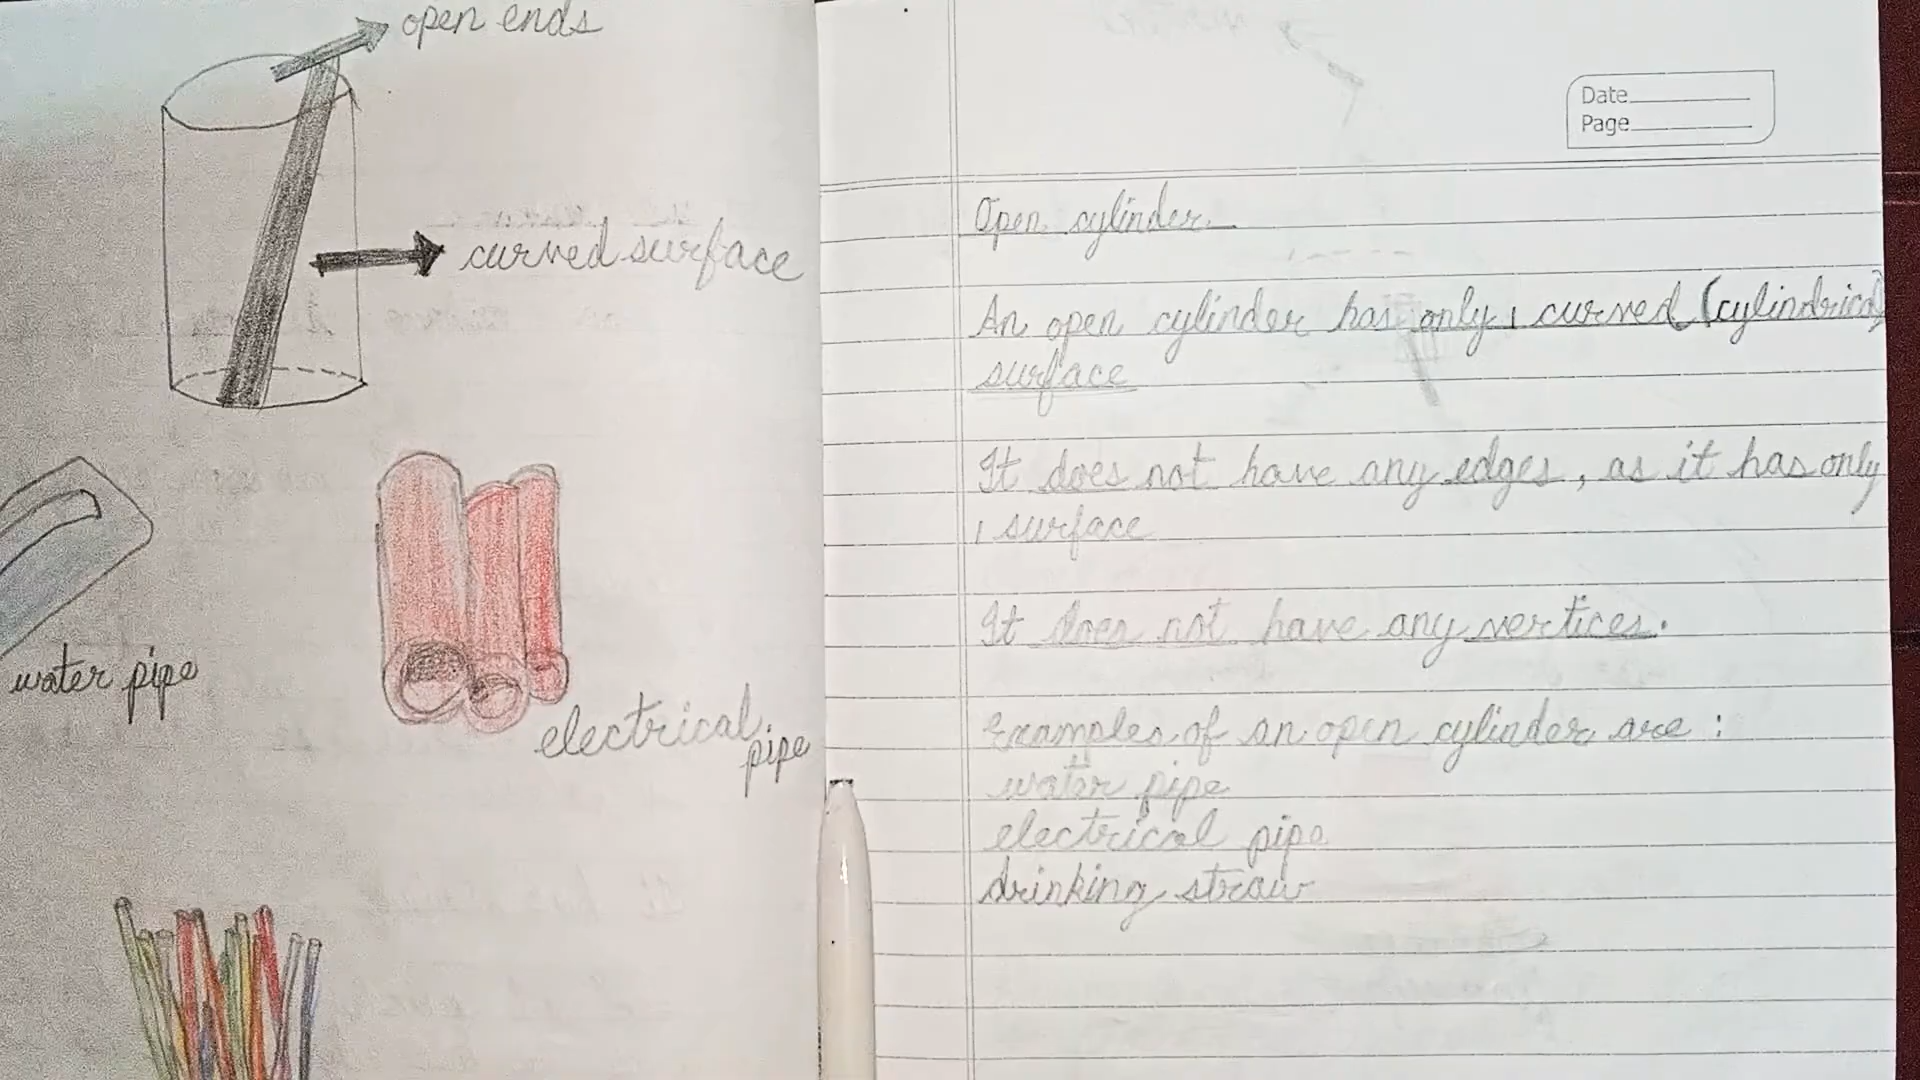 open ends
curved surface
water pipe
electrical
pipe
Date
Page
Open cylinder
An open cylinder has only 1 curved (cylindrical)
surface
It does not have any edges, as it has only
1 surface
It does not have any vertices.
Examples of an open cylinder are :
water pipe
electrical pipe
drinking straw